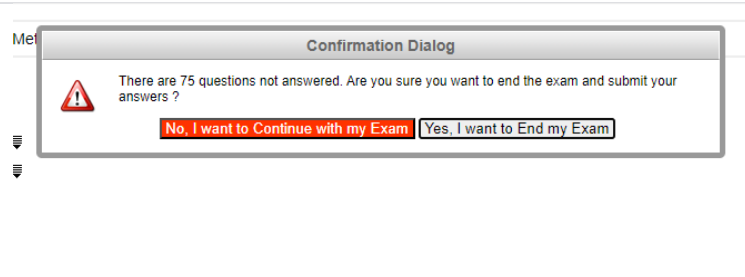 Met
Confirmation Dialog
There are 75 questions not answered. Are you sure you want to end the exam and submit your
answers ?
No, I want to Continue with my Exam Yes, I want to End my Exam